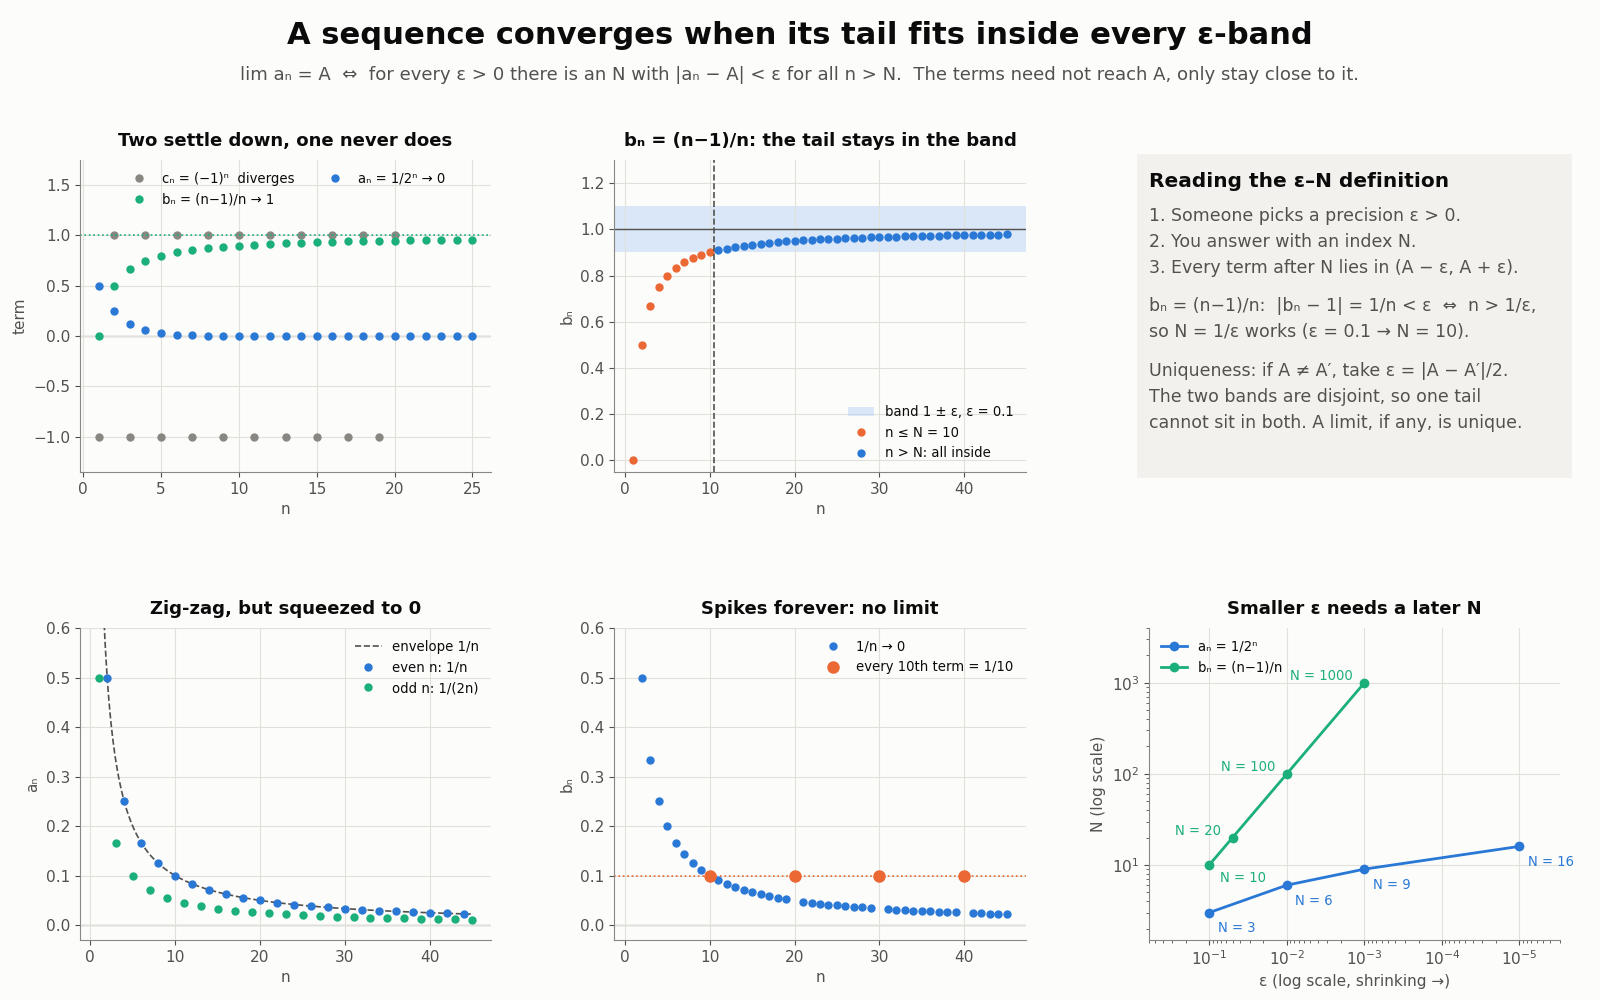 A sequence converges when its tail fits inside every ε-band
lim aₙ = A ⇔ for every ε > 0 there is an N with |aₙ − A| < ε for all n > N. The terms need not reach A, only stay close to it.
Two settle down, one never does
cₙ = (−1)ⁿ diverges
bₙ = (n−1)/n → 1
aₙ = 1/2ⁿ → 0
1.5
1.0
0.5
0.0
−0.5
−1.0
term
0 5 10 15 20 25
n
bₙ = (n−1)/n: the tail stays in the band
1.2
1.0
0.8
0.6
0.4
0.2
0.0
bₙ
band 1 ± ε, ε = 0.1
n ≤ N = 10
n > N: all inside
0 10 20 30 40
n
Reading the ε–N definition
1. Someone picks a precision ε > 0.
2. You answer with an index N.
3. Every term after N lies in (A − ε, A + ε).
bₙ = (n−1)/n: |bₙ − 1| = 1/n < ε ⇔ n > 1/ε,
so N = 1/ε works (ε = 0.1 → N = 10).
Uniqueness: if A ≠ A′, take ε = |A − A′|/2.
The two bands are disjoint, so one tail
cannot sit in both. A limit, if any, is unique.
Zig-zag, but squeezed to 0
0.6
0.5
0.4
0.3
0.2
0.1
0.0
aₙ
envelope 1/n
even n: 1/n
odd n: 1/(2n)
0 10 20 30 40
n
Spikes forever: no limit
0.6
0.5
0.4
0.3
0.2
0.1
0.0
bₙ
1/n → 0
every 10th term = 1/10
0 10 20 30 40
n
Smaller ε needs a later N
aₙ = 1/2ⁿ
bₙ = (n−1)/n
N = 1000
N = 100
N = 20
N = 10
N = 16
N = 9
N = 6
N = 3
10³
10²
10¹
N (log scale)
10⁻¹ 10⁻² 10⁻³ 10⁻⁴ 10⁻⁵
ε (log scale, shrinking →)